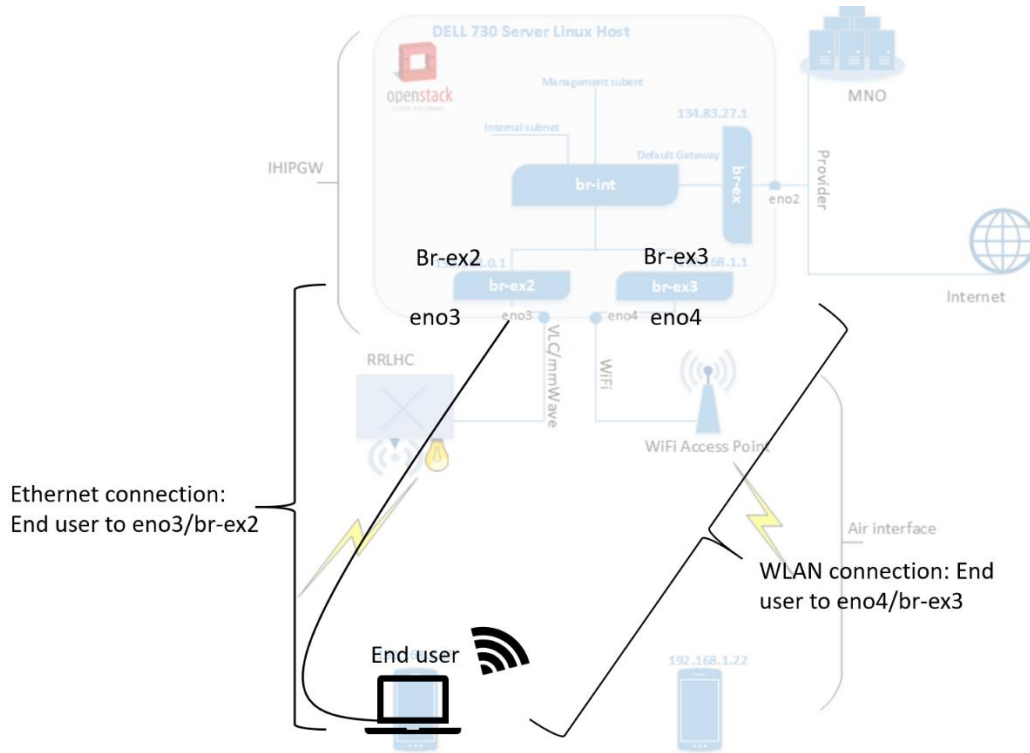 DELL 730 Server Linux Host
openstack
Management subent
MNO
134.83.27.1
Internal subnet
Default Gateway
IHIPGW
br-int
br-ex
eno2
Provider
Br-ex2
Br-ex3
br-ex2
br-ex3
Internet
eno3
eno3
eno4
eno4
RRLHC
VLC/mmWave
WiFi
WiFi Access Point
Ethernet connection:
End user to eno3/br-ex2
Air interface
WLAN connection: End
user to eno4/br-ex3
End user
192.168.1.22